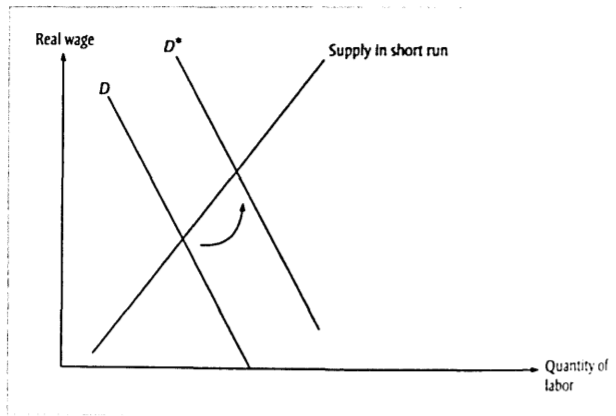 Real wage
D*
Supply in short run
D
Quantity of
labor